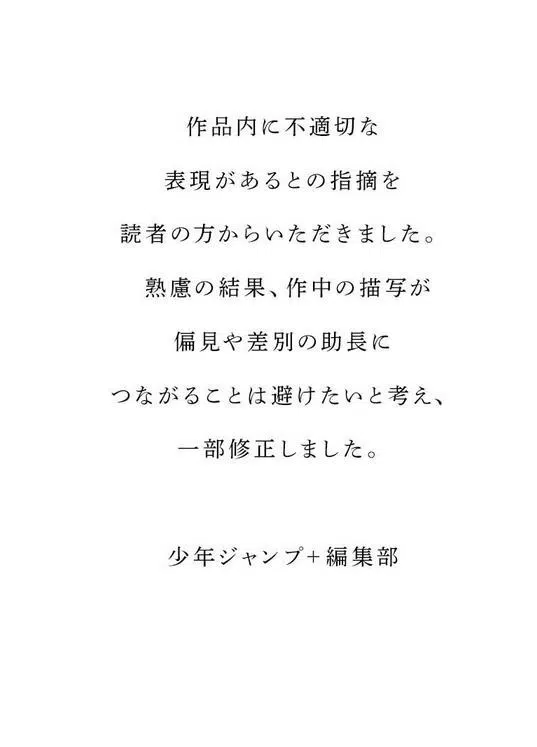 作品内に不適切な
表現があるとの指摘を
読者の方からいただきました。
熟慮の結果、作中の描写が
偏見や差別の助長に
つながることは避けたいと考え、
一部修正しました。
少年ジャンプ+編集部